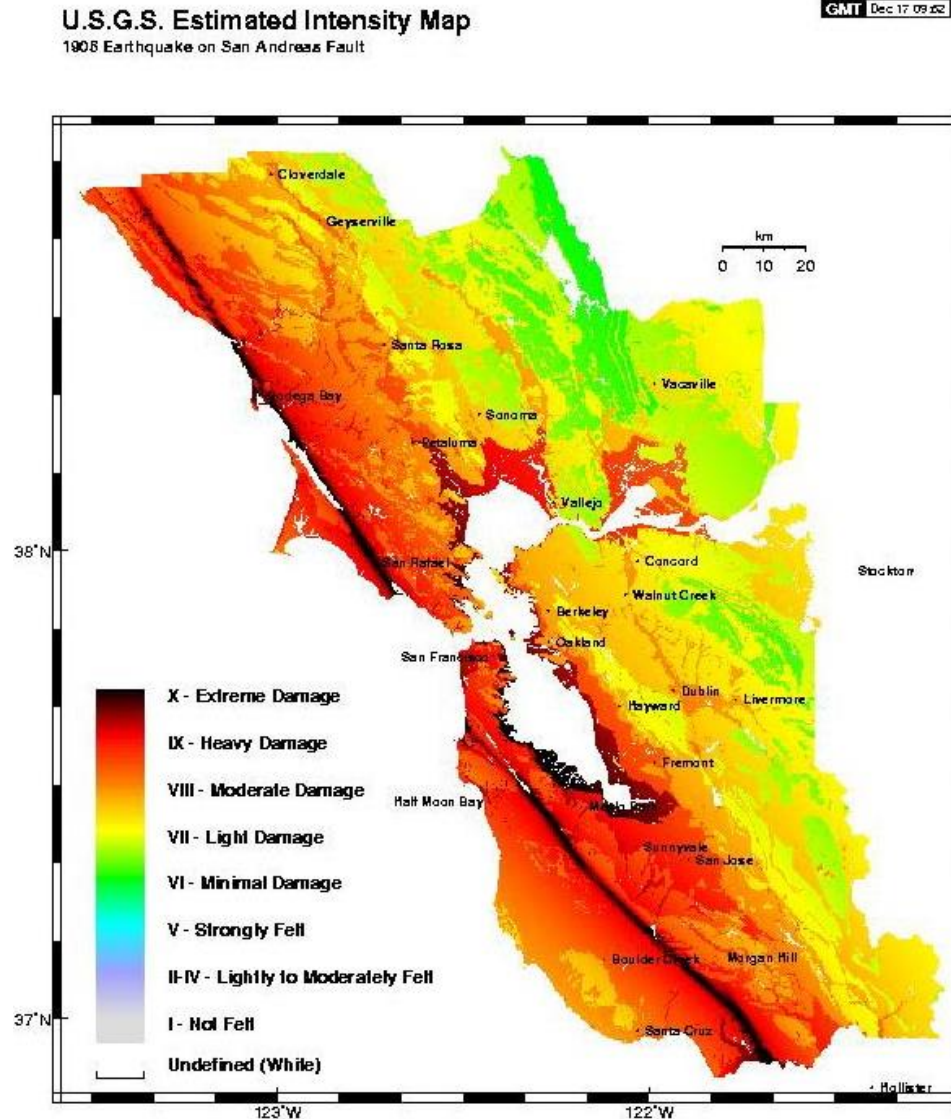 U.S.G.S. Estimated Intensity Map
GMT Dec 17 09:52
1906 Earthquake on San Andreas Fault
Cloverdale
Geyserville
km
0 10 20
Santa Rosa
Vacaville
Bodega Bay
Sonoma
Petaluma
Vallejo
38°N
San Rafael
Concord
Stockton
Walnut Creek
Berkeley
Oakland
San Francisco
Dublin
Livermore
Hayward
Fremont
Half Moon Bay
Menlo Park
Sunnyvale
San Jose
Boulder Creek
Morgan Hill
Santa Cruz
Hollister
X - Extreme Damage
IX - Heavy Damage
VIII - Moderate Damage
VII - Light Damage
VI - Minimal Damage
V - Strongly Felt
II-IV - Lightly to Moderately Felt
I - Not Felt
Undefined (White)
37°N
123°W
122°W